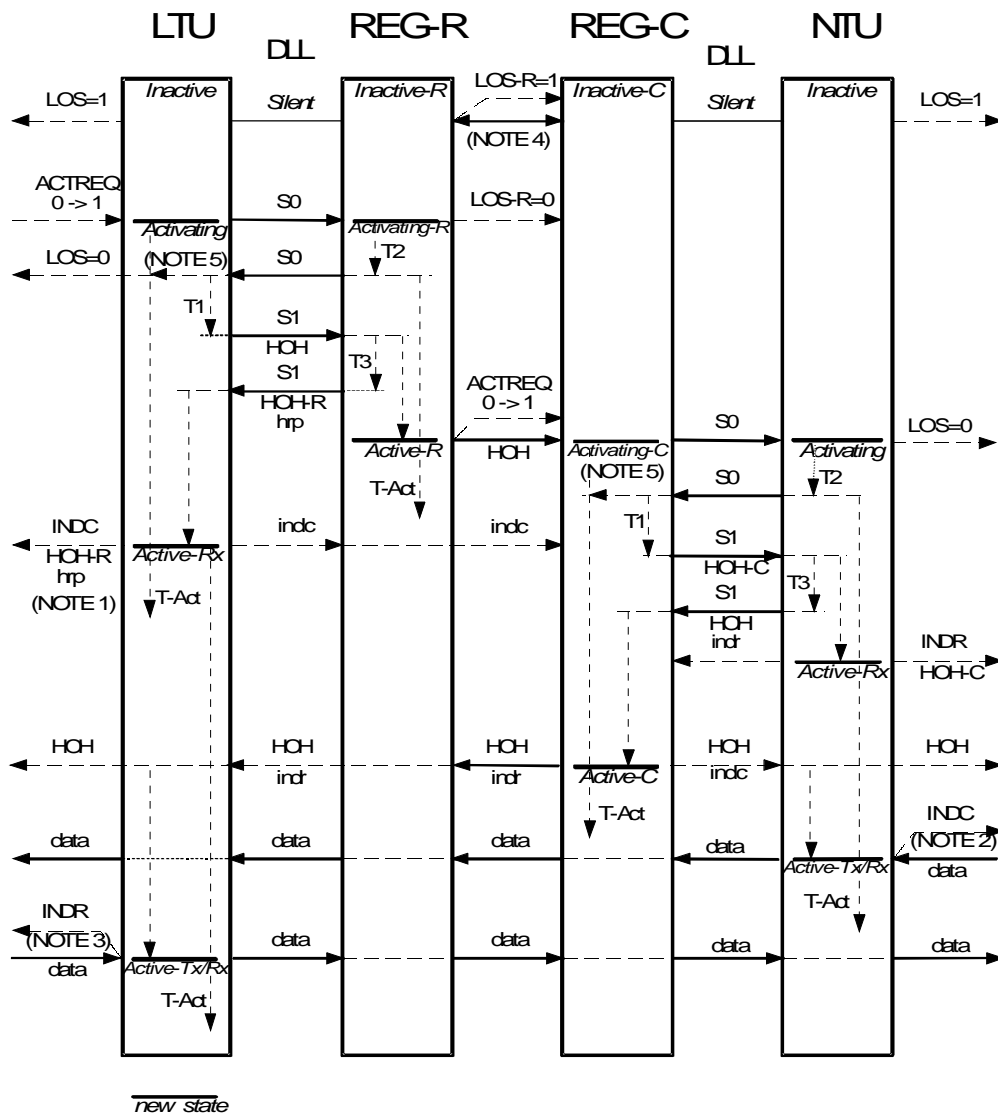 LTU REG-R REG-C NTU
DLL DLL
Inactive Inactive-R Inactive-C Inactive
LOS=1 Silent LOS-R=1 Silent LOS=1
(NOTE 4)
ACTREQ
0 -> 1 S0 LOS-R=0
Activating Activating-R
LOS=0 (NOTE 5) S0 T2
T1
S1
HOH
T3
S1
HOH-R
hrp
ACTREQ
0 -> 1
HOH S0 LOS=0
Active-R Activating-C Activating
(NOTE 5) S0 T2
T-Act
T1
INDC indc indc
HOH-R
hrp
(NOTE 1)
Active-Rx
T-Act
S1
HOH-C
T3
S1
HOH
indr INDR
HOH-C
Active-Rx
HOH HOH HOH HOH HOH
indr indr Active-C indc
T-Act
INDC
(NOTE 2)
data data data data data
Active-Tx/Rx
T-Act
INDR
(NOTE 3)
data data data data data
Active-Tx/Rx
T-Act
new state